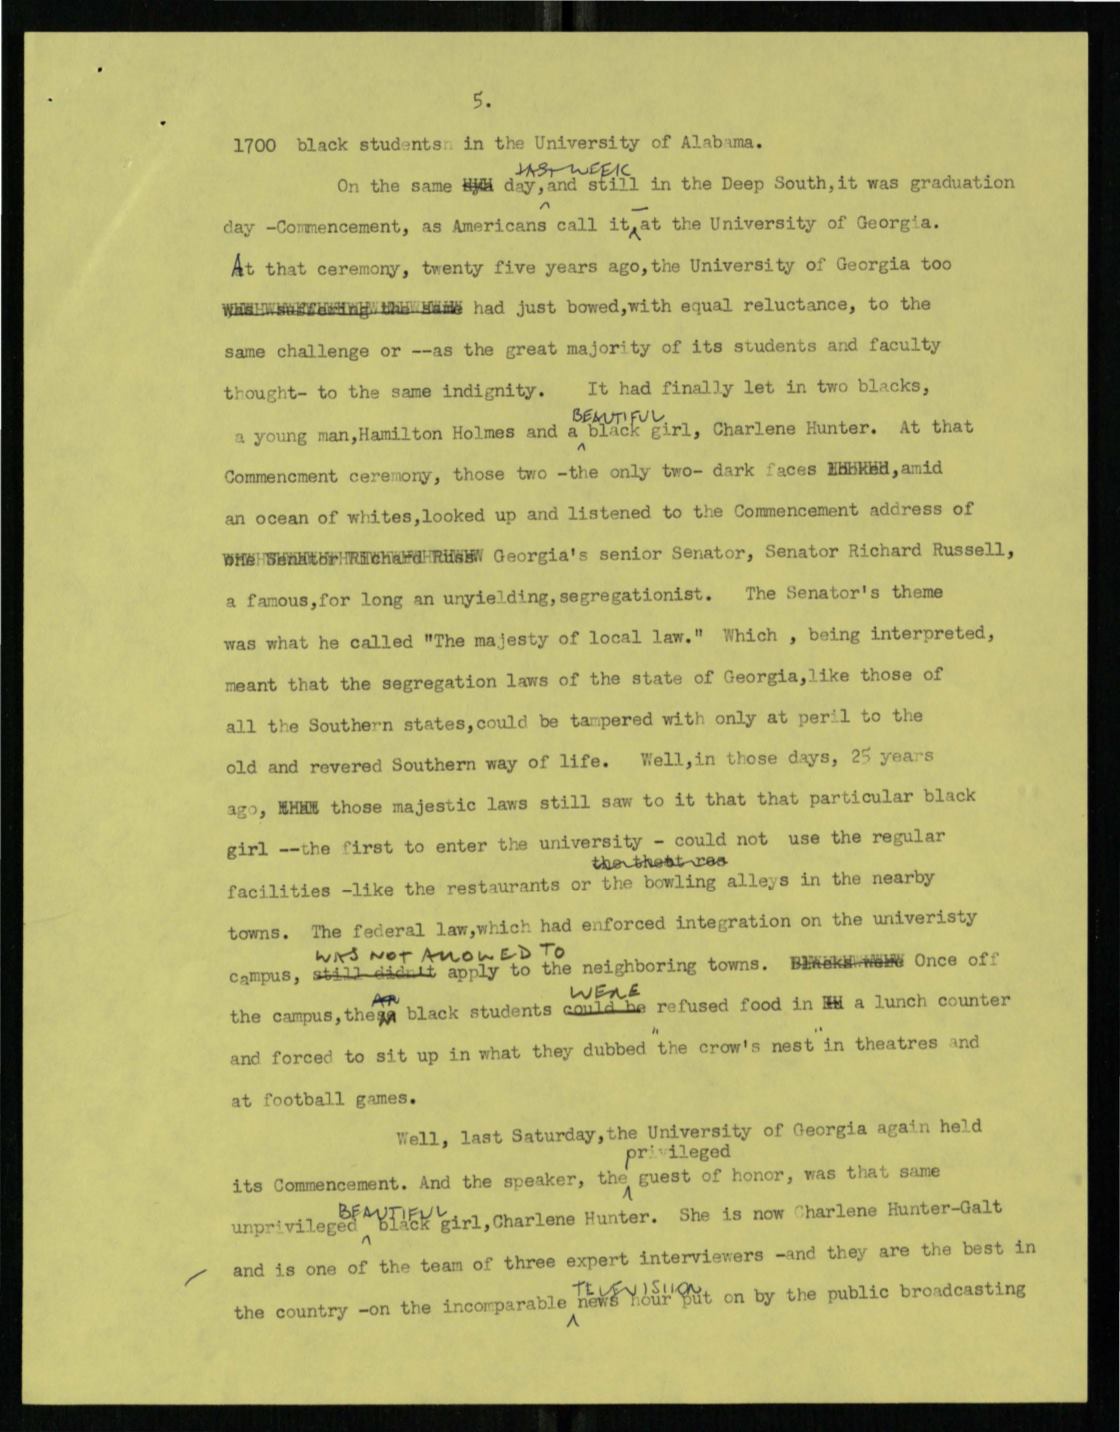 5.
1700 black students in the University of Alabama.
LAST WEEK
On the same day,and still in the Deep South,it was graduation
day -Commencement, as Americans call it,-at the University of Georgia.
At that ceremony, twenty five years ago,the University of Georgia too
was suffering the same had just bowed,with equal reluctance, to the
same challenge or --as the great majority of its students and faculty
thought- to the same indignity. It had finally let in two blacks,
BEAUTIFUL
a young man,Hamilton Holmes and a black girl, Charlene Hunter. At that
Commencment ceremony, those two -the only two- dark faces looked,amid
an ocean of whites,looked up and listened to the Commencement address of
Senator Richard Russ Georgia's senior Senator, Senator Richard Russell,
a famous,for long an unyielding,segregationist. The Senator's theme
was what he called "The majesty of local law." Which , being interpreted,
meant that the segregation laws of the state of Georgia,like those of
all the Southern states,could be tampered with only at peril to the
old and revered Southern way of life. Well,in those days, 25 years
ago, those majestic laws still saw to it that that particular black
girl --the first to enter the university - could not use the regular
the theat res
facilities -like the restaurants or the bowling alleys in the nearby
towns. The federal law,which had enforced integration on the univeristy
WAS NOT ALLOWED TO
campus, still didn't apply to the neighboring towns. Blacks were Once off
WERE
the campus,the black students could be refused food in a lunch counter
and forced to sit up in what they dubbed "the crow's nest" in theatres and
at football games.
Well, last Saturday,the University of Georgia again held
privileged
its Commencement. And the speaker, the guest of honor, was that same
BEAUTIFUL
unprivileged black girl,Charlene Hunter. She is now Charlene Hunter-Galt
and is one of the team of three expert interviewers -and they are the best in
TELEVISION
the country -on the incomparable news hour put on by the public broadcasting